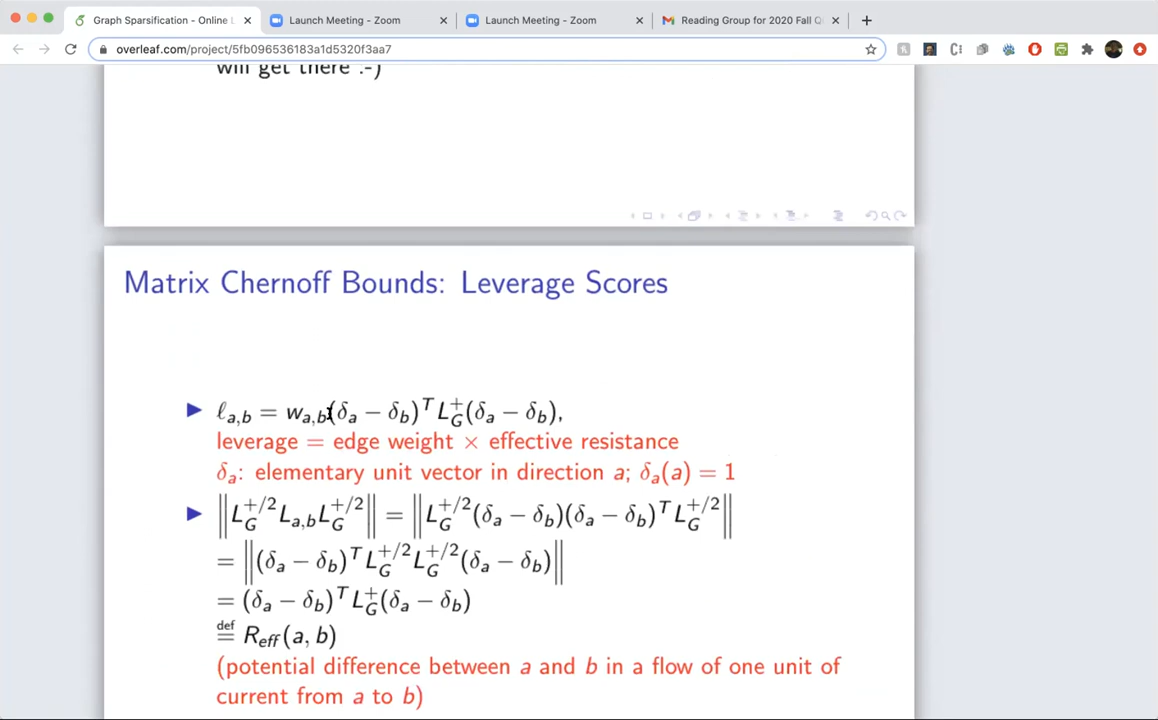 Graph Sparsification - Online L
Launch Meeting - Zoom
Launch Meeting - Zoom
Reading Group for 2020 Fall Q
overleaf.com/project/5fb096536183a1d5320f3aa7
will get there :-)
Matrix Chernoff Bounds: Leverage Scores
ℓ_{a,b} = w_{a,b}(δ_a − δ_b)^T L_G^+(δ_a − δ_b),
leverage = edge weight × effective resistance
δ_a: elementary unit vector in direction a; δ_a(a) = 1
‖L_G^{+/2} L_{a,b} L_G^{+/2}‖ = ‖L_G^{+/2}(δ_a − δ_b)(δ_a − δ_b)^T L_G^{+/2}‖
= ‖(δ_a − δ_b)^T L_G^{+/2} L_G^{+/2}(δ_a − δ_b)‖
= (δ_a − δ_b)^T L_G^+(δ_a − δ_b)
def= R_{eff}(a, b)
(potential difference between a and b in a flow of one unit of
current from a to b)